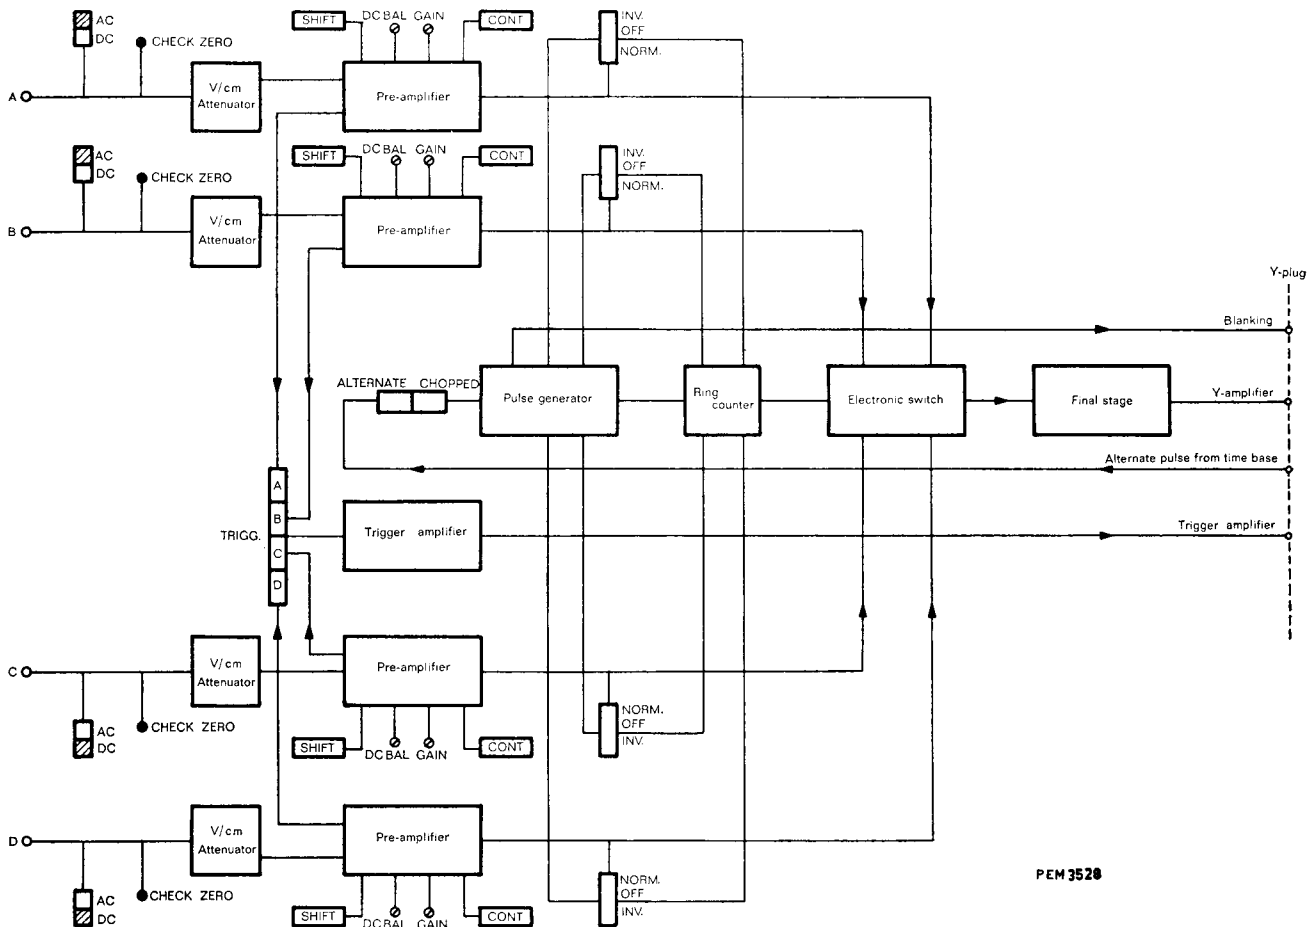 AC
DC
CHECK ZERO
A
V/cm
Attenuator
SHIFT
DC BAL GAIN
CONT
Pre-amplifier
INV.
OFF
NORM.
AC
DC
CHECK ZERO
B
V/cm
Attenuator
SHIFT
DC BAL GAIN
CONT
Pre-amplifier
INV.
OFF
NORM.
Y-plug
Blanking
ALTERNATE CHOPPED
Pulse generator
Ring
counter
Electronic switch
Final stage
Y-amplifier
Alternate pulse from time base
A
B
TRIGG.
C
D
Trigger amplifier
Trigger amplifier
C
V/cm
Attenuator
Pre-amplifier
AC
DC
CHECK ZERO
SHIFT
DC BAL GAIN
CONT
NORM.
OFF
INV.
D
V/cm
Attenuator
Pre-amplifier
AC
DC
CHECK ZERO
SHIFT
DC BAL GAIN
CONT
NORM.
OFF
INV.
PEM 3528